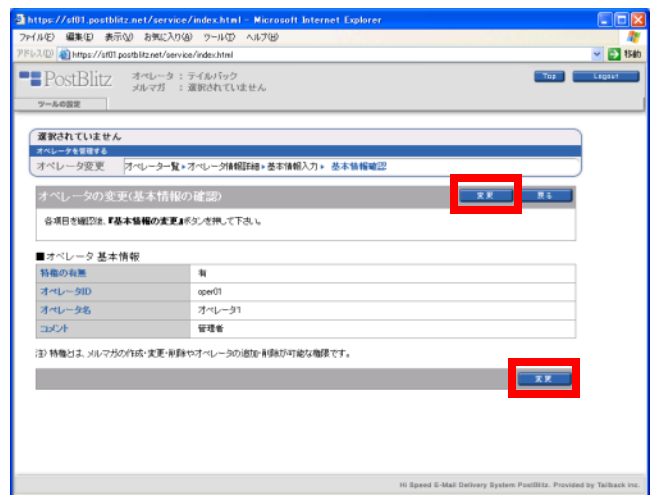 https://sf01.postblitz.net/service/index.html - Microsoft Internet Explorer
ファイル(F) 編集(E) 表示(V) お気に入り(A) ツール(T) ヘルプ(H)
アドレス(D) https://sf01.postblitz.net/service/index.html 移動
PostBlitz オペレータ : テイルバック Top Logout
メルマガ : 選択されていません
ツールの設定
選択されていません
オペレータを管理する
オペレータ変更 オペレーター覧 オペレータ情報詳細 基本情報入力 基本情報確認
オペレータの変更(基本情報の確認) 変更 戻る
各項目を確認後、『基本情報の変更』ボタンを押して下さい。
■オペレータ 基本情報
特権の有無 有
オペレータID oper01
オペレータ名 オペレータ1
コメント 管理者
注) 特権とは、メルマガの作成・変更・削除やオペレータの追加・削除が可能な権限です。
変更
Hi Speed E-Mail Delivery System PostBlitz. Provided by Tailback inc.